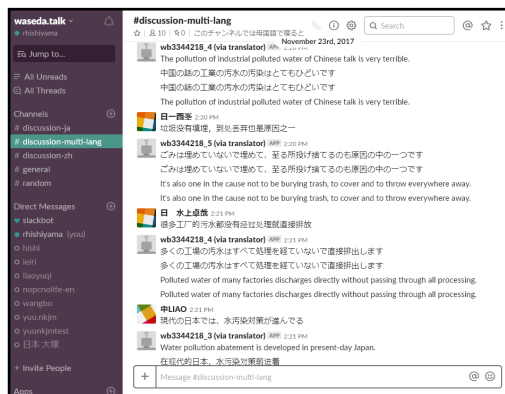 waserda.talk
rhishiyama
Jump to...
All Unreads
All Threads
Channels
# discussion-ja
# discussion-multi-lang
# discussion-zh
# general
# random
Direct Messages
slackbot
rhishiyama (you)
hishi
ieiri
liaoyuqi
nopcnolife-en
wangbo
yuu.nkjm
yuunkjmtest
日本 大塚
+ Invite People
Apps
#discussion-multi-lang
10 0 このチャンネルでは母国語で喋ると
Search
November 23rd, 2017
wb3344218_4 (via translator) APP
The pollution of industrial polluted water of Chinese talk is very terrible.
中国の話の工業の汚水の汚染はとてもひどいです
中国の話の工業の汚水の汚染はとてもひどいです
The pollution of industrial polluted water of Chinese talk is very terrible.
日一西圣 2:20 PM
垃圾没有填埋，到处丢弃也是原因之一
wb3344218_5 (via translator) APP 2:21 PM
ごみは埋めていないで埋めて、至る所投げ捨てるのも原因の中の一つです
ごみは埋めていないで埋めて、至る所投げ捨てるのも原因の中の一つです
It's also one in the cause not to be burying trash, to cover and to throw everywhere away.
It's also one in the cause not to be burying trash, to cover and to throw everywhere away.
日 水上卓哉 2:21 PM
很多工厂的污水都没有经过处理就直接排放
wb3344218_4 (via translator) APP 2:21 PM
多くの工場の汚水はすべて処理を経ていないで直接排出します
多くの工場の汚水はすべて処理を経ていないで直接排出します
Polluted water of many factories discharges directly without passing through all processing.
Polluted water of many factories discharges directly without passing through all processing.
中LIAO 2:21 PM
現代の日本では、水汚染対策が進んでる
wb3344218_3 (via translator) APP 2:21 PM
Water pollution abatement is developed in present-day Japan.
在现代的日本、水污染对策前进着
Message #discussion-multi-lang